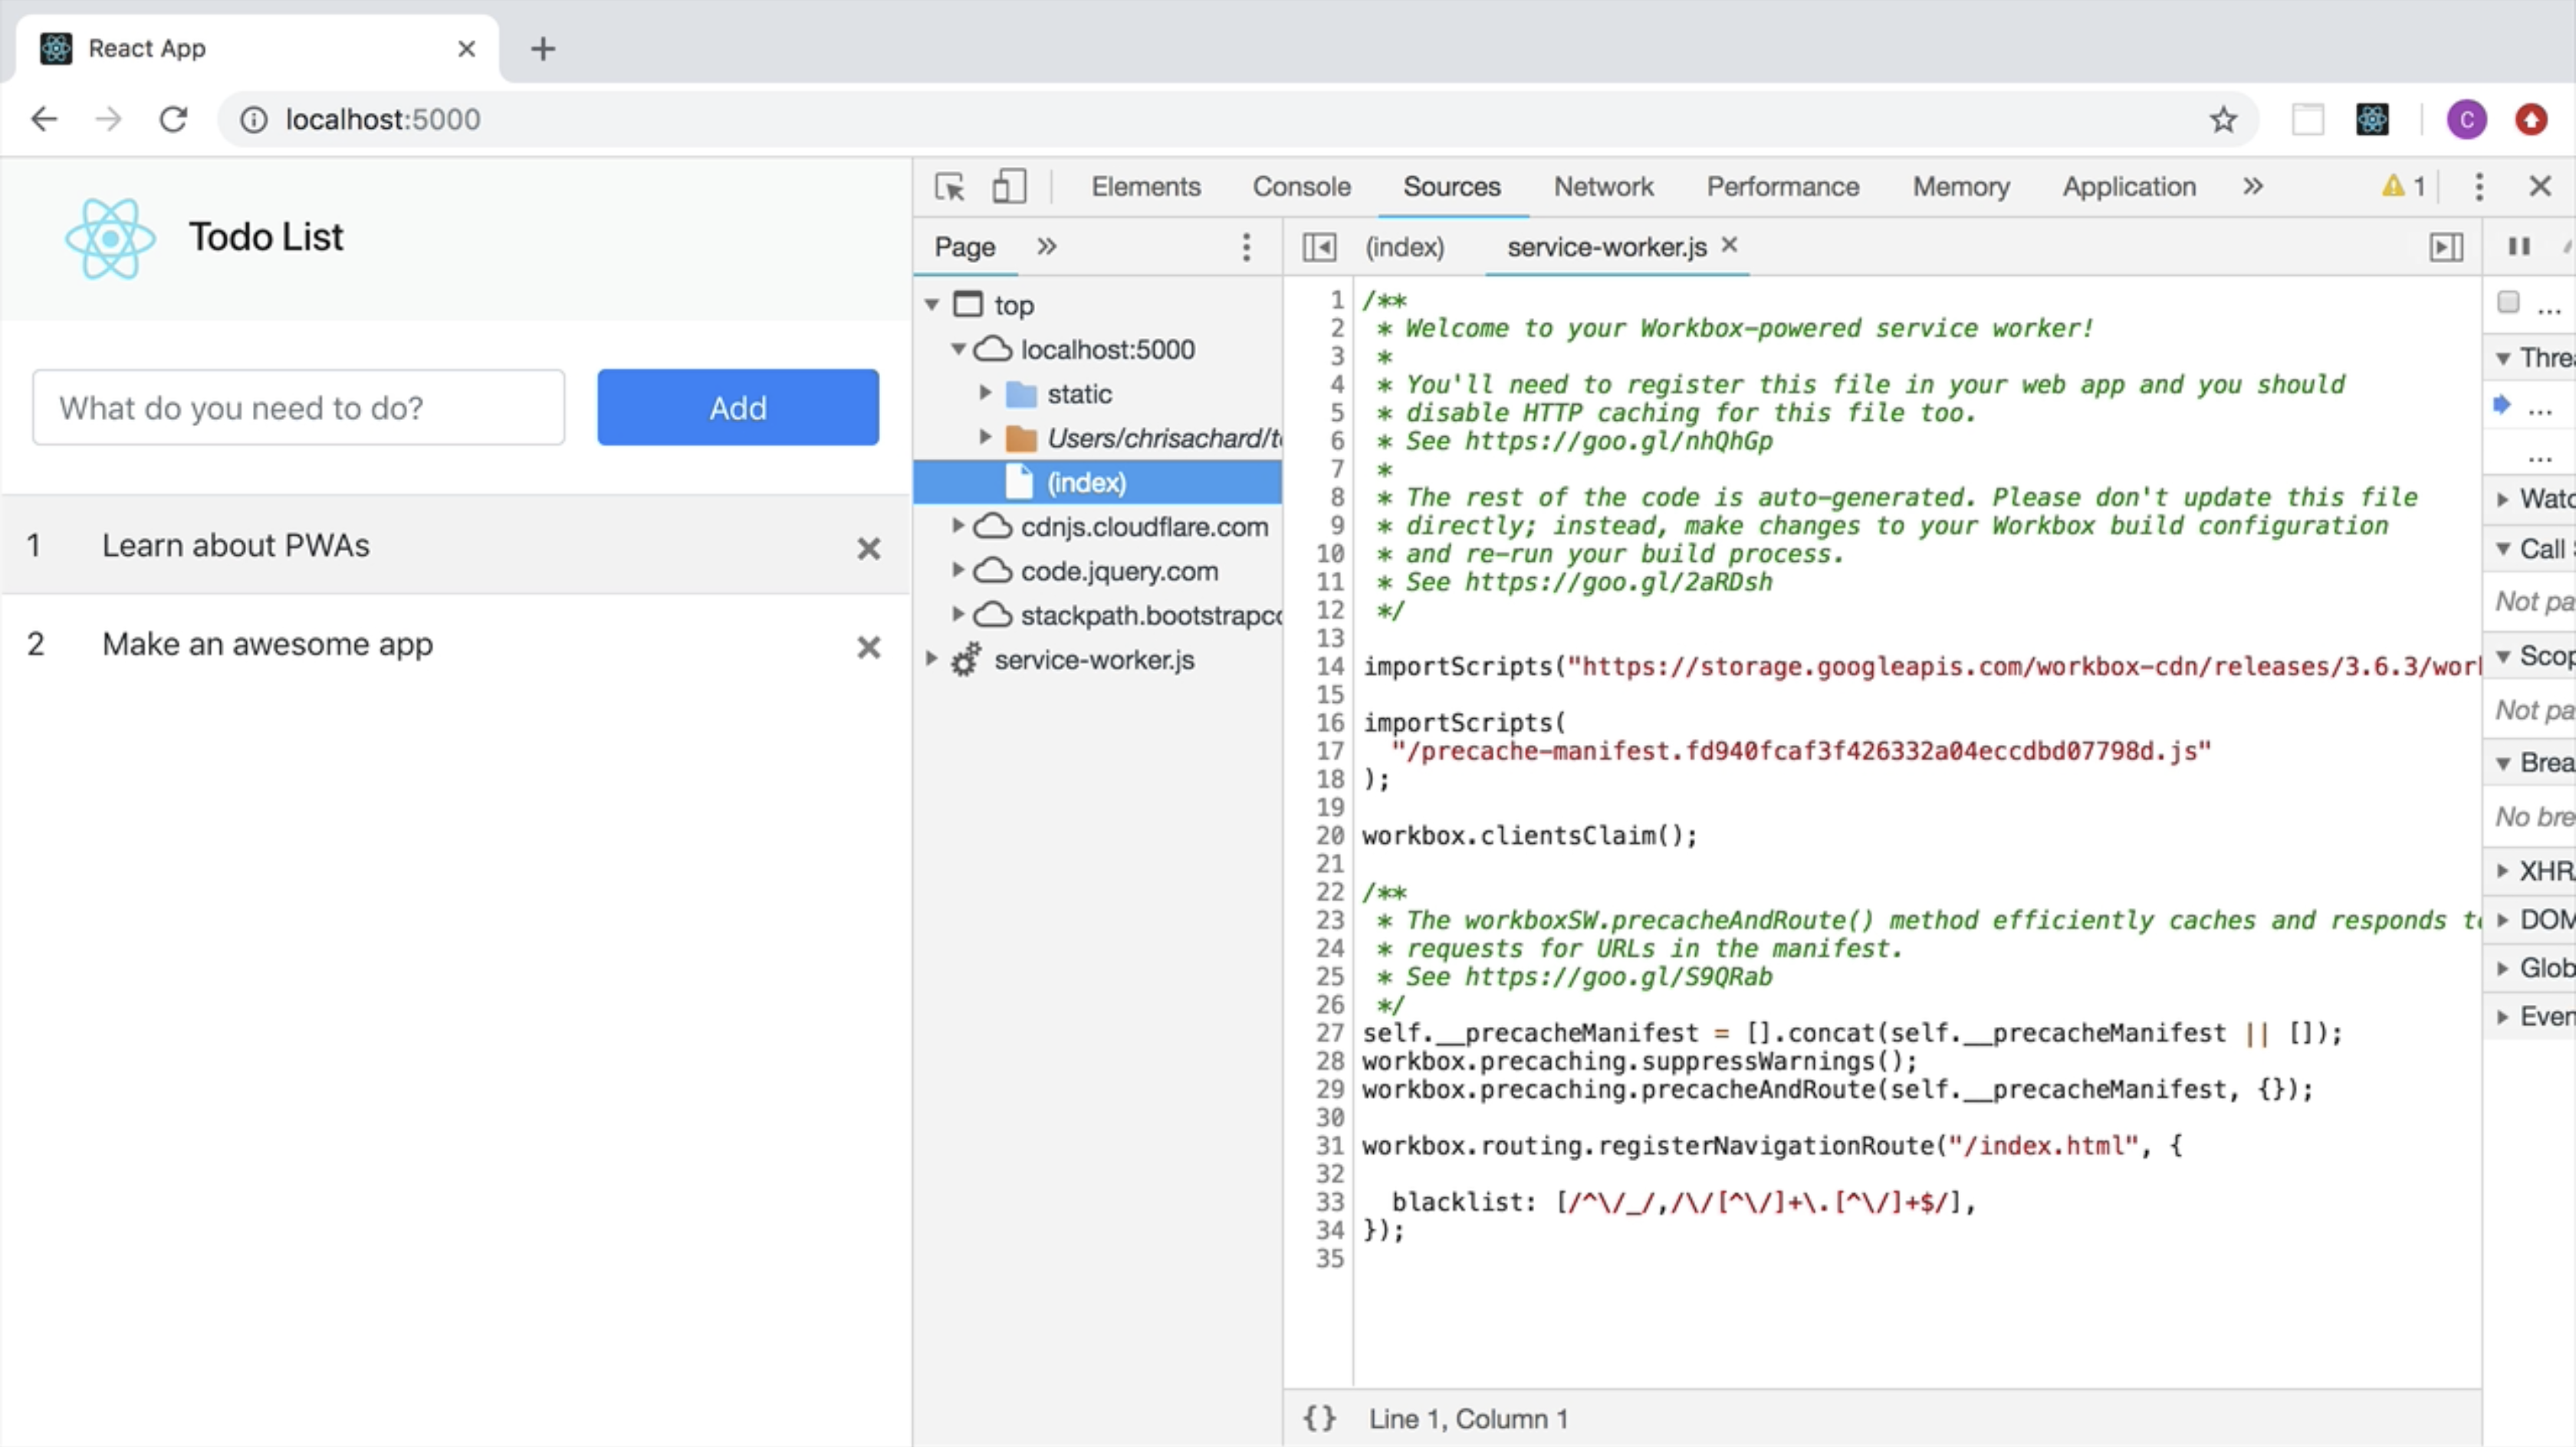 React App
localhost:5000
C
Todo List
What do you need to do?
Add
1 Learn about PWAs
2 Make an awesome app
Elements Console Sources Network Performance Memory Application 1
Page
top
localhost:5000
static
Users/chrisachard/t
(index)
cdnjs.cloudflare.com
code.jquery.com
stackpath.bootstrapc
service-worker.js
(index) service-worker.js
1 /**
2  * Welcome to your Workbox-powered service worker!
3  *
4  * You'll need to register this file in your web app and you should
5  * disable HTTP caching for this file too.
6  * See https://goo.gl/nhQhGp
7  *
8  * The rest of the code is auto-generated. Please don't update this file
9  * directly; instead, make changes to your Workbox build configuration
10  * and re-run your build process.
11  * See https://goo.gl/2aRDsh
12  */
13
14 importScripts("https://storage.googleapis.com/workbox-cdn/releases/3.6.3/wor
15
16 importScripts(
17   "/precache-manifest.fd940fcaf3f426332a04eccdbd07798d.js"
18 );
19
20 workbox.clientsClaim();
21
22 /**
23  * The workboxSW.precacheAndRoute() method efficiently caches and responds t
24  * requests for URLs in the manifest.
25  * See https://goo.gl/S9QRab
26  */
27 self.__precacheManifest = [].concat(self.__precacheManifest || []);
28 workbox.precaching.suppressWarnings();
29 workbox.precaching.precacheAndRoute(self.__precacheManifest, {});
30
31 workbox.routing.registerNavigationRoute("/index.html", {
32
33   blacklist: [/^\/_/,/\/[^\/]+\.[^\/]+$/],
34 });
35
{} Line 1, Column 1
...
Thre
...
...
Watc
Call
Not pa
Scop
Not pa
Brea
No bre
XHR
DOM
Glob
Even